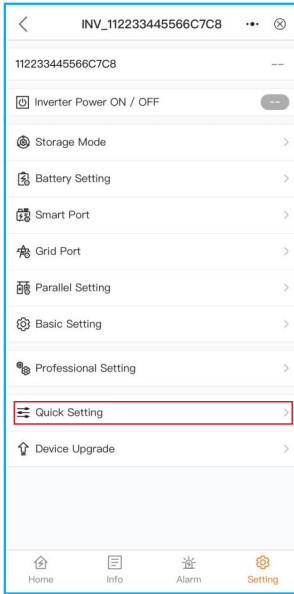 INV_112233445566C7C8
112233445566C7C8 --
Inverter Power ON / OFF --
Storage Mode
Battery Setting
Smart Port
Grid Port
Parallel Setting
Basic Setting
Professional Setting
Quick Setting
Device Upgrade
Home Info Alarm Setting